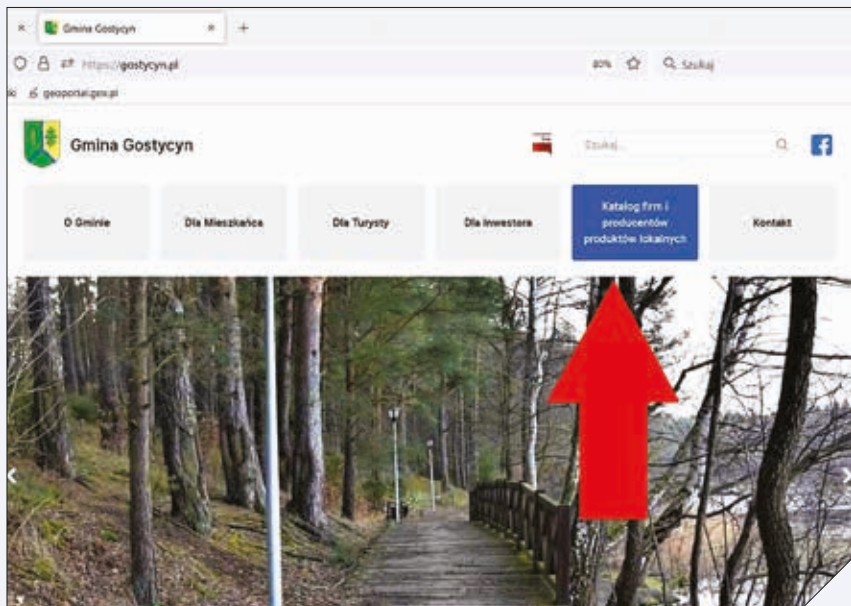 Gmina Gostycyn
https://gostycyn.pl
80%
Szukaj
geoportal.gov.pl
Gmina Gostycyn
Szukaj...
O Gminie
Dla Mieszkańca
Dla Turysty
Dla Inwestora
Katalog firm i
producentów
produktów lokalnych
Kontakt